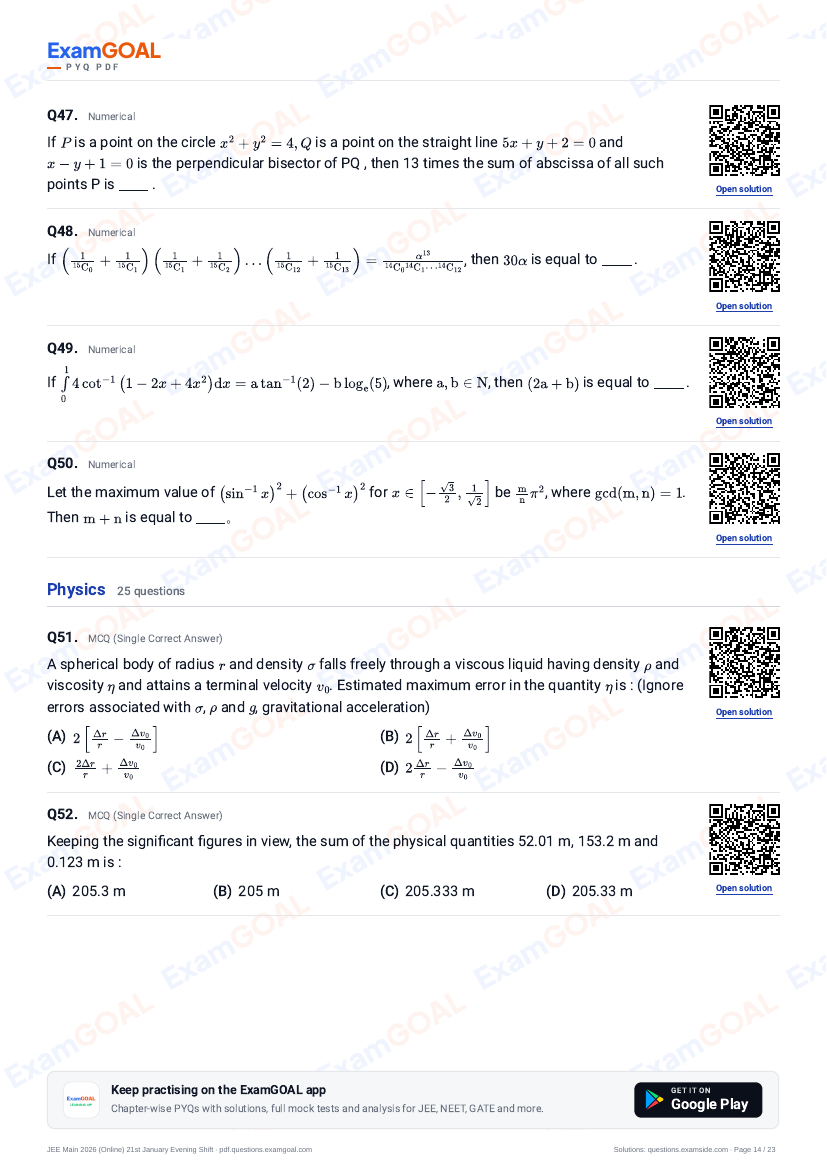 ExamGOAL
PYQ PDF
Q47. Numerical
If P is a point on the circle x² + y² = 4, Q is a point on the straight line 5x + y + 2 = 0 and
x − y + 1 = 0 is the perpendicular bisector of PQ , then 13 times the sum of abscissa of all such
points P is ____ .
Open solution
Q48. Numerical
If (1/¹⁵C₀ + 1/¹⁵C₁) (1/¹⁵C₁ + 1/¹⁵C₂) … (1/¹⁵C₁₂ + 1/¹⁵C₁₃) = α¹³/(¹⁴C₀ ¹⁴C₁ … ¹⁴C₁₂), then 30α is equal to ____ .
Open solution
Q49. Numerical
If ∫₀¹ 4 cot⁻¹ (1 − 2x + 4x²) dx = a tan⁻¹(2) − b logₑ(5), where a, b ∈ N, then (2a + b) is equal to ____ .
Open solution
Q50. Numerical
Let the maximum value of (sin⁻¹ x)² + (cos⁻¹ x)² for x ∈ [−√3/2, 1/√2] be m/n π², where gcd(m, n) = 1.
Then m + n is equal to ____。
Open solution
Physics 25 questions
Q51. MCQ (Single Correct Answer)
A spherical body of radius r and density σ falls freely through a viscous liquid having density ρ and
viscosity η and attains a terminal velocity v₀. Estimated maximum error in the quantity η is : (Ignore
errors associated with σ, ρ and g, gravitational acceleration)
(A) 2 [Δr/r − Δv₀/v₀] (B) 2 [Δr/r + Δv₀/v₀]
(C) 2Δr/r + Δv₀/v₀ (D) 2 Δr/r − Δv₀/v₀
Open solution
Q52. MCQ (Single Correct Answer)
Keeping the significant figures in view, the sum of the physical quantities 52.01 m, 153.2 m and
0.123 m is :
(A) 205.3 m (B) 205 m (C) 205.333 m (D) 205.33 m
Open solution
Keep practising on the ExamGOAL app
Chapter-wise PYQs with solutions, full mock tests and analysis for JEE, NEET, GATE and more.
GET IT ON
Google Play
JEE Main 2026 (Online) 21st January Evening Shift · pdf.questions.examgoal.com
Solutions: questions.examside.com · Page 14 / 23